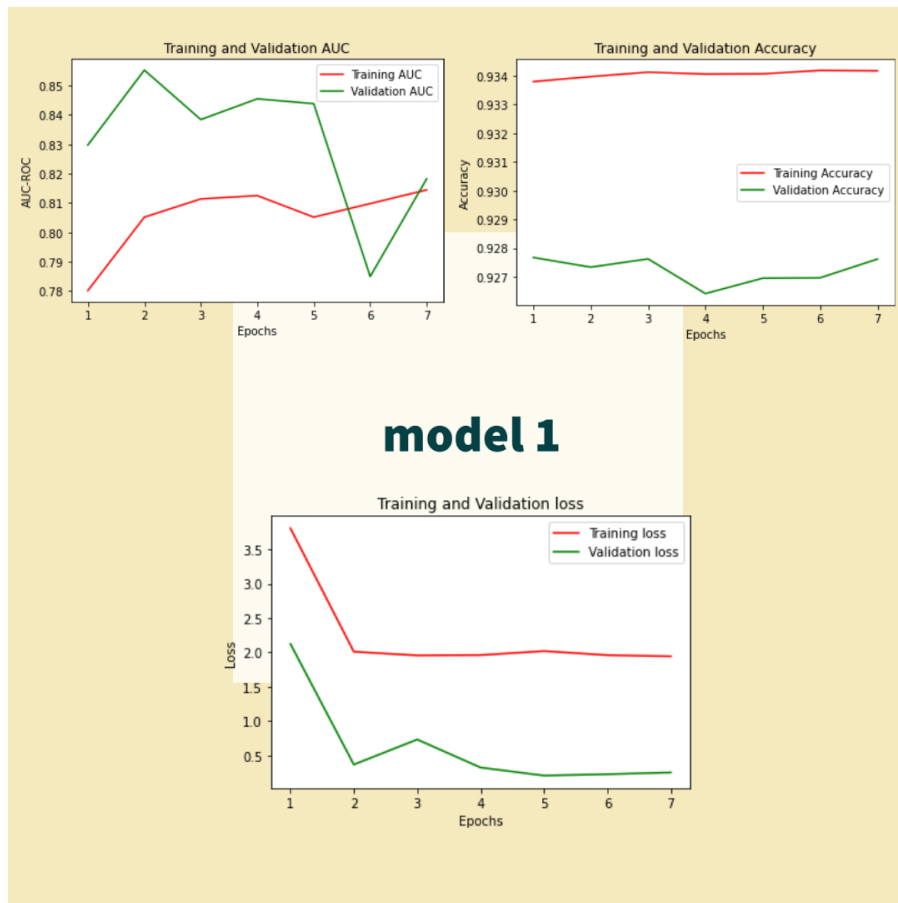 Training and Validation AUC
Training AUC
Validation AUC
0.85
0.84
0.83
0.82
0.81
0.80
0.79
0.78
AUC-ROC
1 2 3 4 5 6 7
Epochs
Training and Validation Accuracy
0.934
0.933
0.932
0.931
0.930
0.929
0.928
0.927
Accuracy
Training Accuracy
Validation Accuracy
1 2 3 4 5 6 7
Epochs
model 1
Training and Validation loss
Training loss
Validation loss
3.5
3.0
2.5
2.0
1.5
1.0
0.5
Loss
1 2 3 4 5 6 7
Epochs